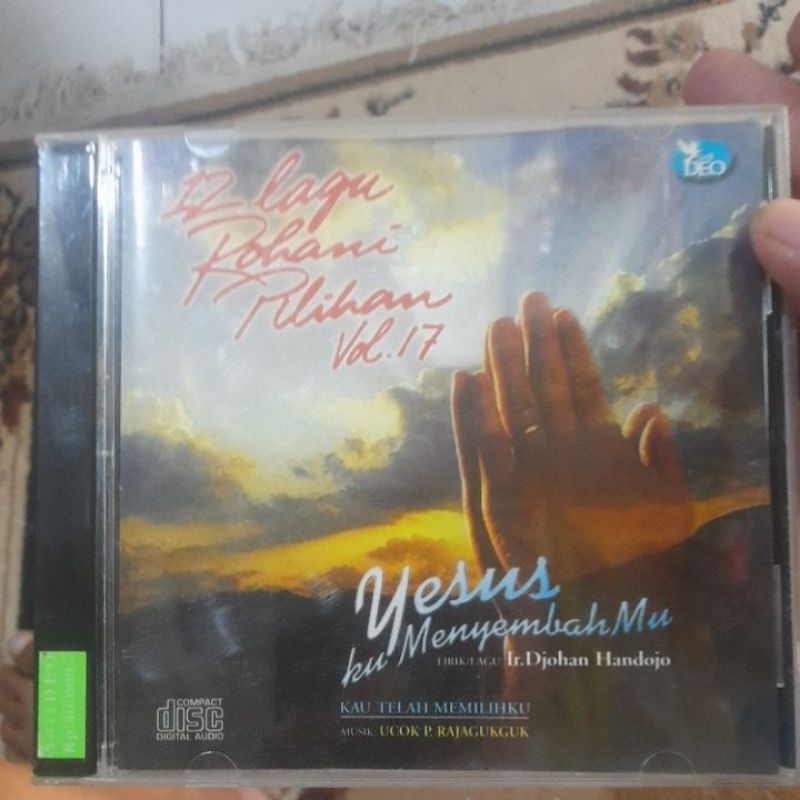 12 lagu
Rohani
Pilihan
Vol.17
DEO
Yesus
ku MenyembahMu
LIRIK/LAGU: Ir.Djohan Handojo
KAU TELAH MEMILIHKU
MUSIK: UCOK P. RAJAGUKGUK
COMPACT
disc
DIGITAL AUDIO
DEO